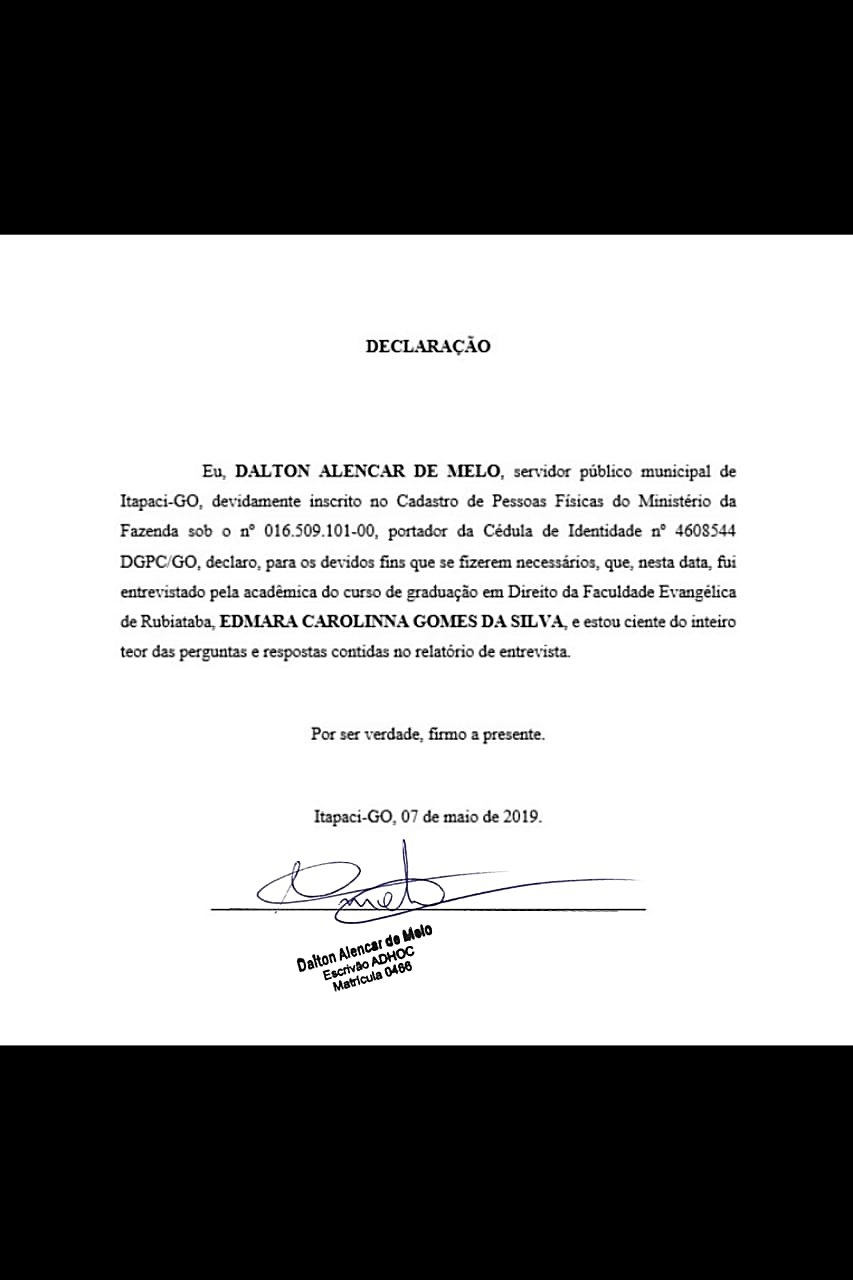 DECLARAÇÃO
Eu, DALTON ALENCAR DE MELO, servidor público municipal de
Itapaci-GO, devidamente inscrito no Cadastro de Pessoas Físicas do Ministério da
Fazenda sob o nº 016.509.101-00, portador da Cédula de Identidade nº 4608544
DGPC/GO, declaro, para os devidos fins que se fizerem necessários, que, nesta data, fui
entrevistado pela acadêmica do curso de graduação em Direito da Faculdade Evangélica
de Rubiataba, EDMARA CAROLINNA GOMES DA SILVA, e estou ciente do inteiro
teor das perguntas e respostas contidas no relatório de entrevista.
Por ser verdade, firmo a presente.
Itapaci-GO, 07 de maio de 2019.
Dalton Alencar de Melo
Escrivão ADHOC
Matrícula 0466